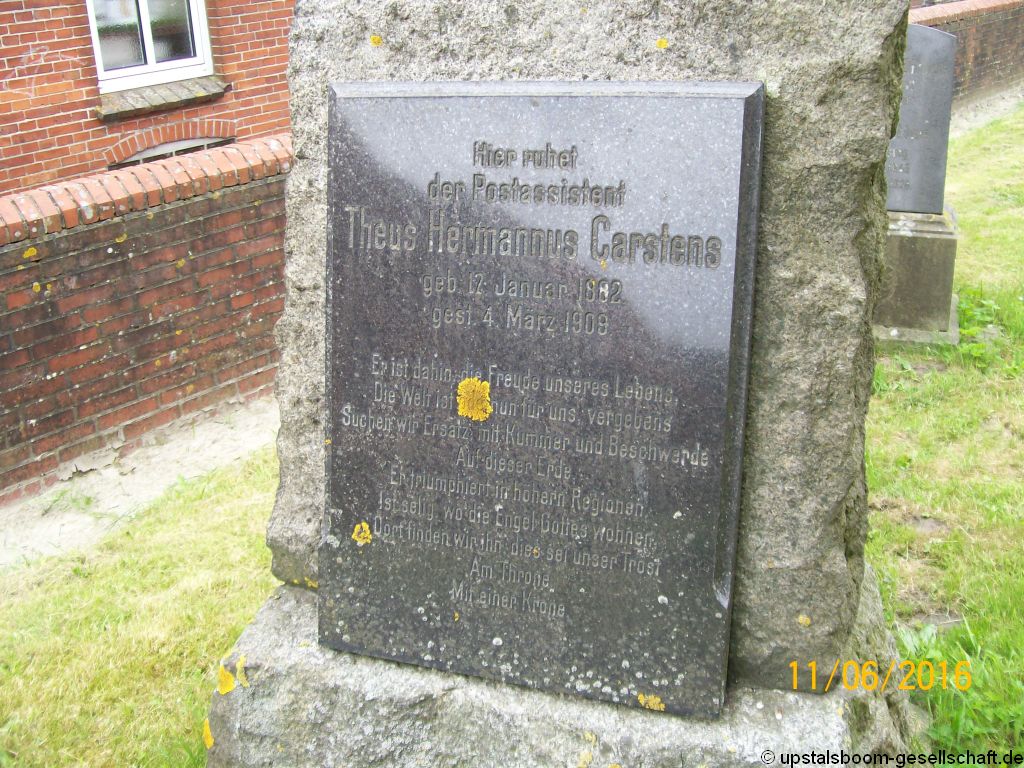 Hier ruhet
der Postassistent
Theus Hermannus Carstens
geb. 12. Januar 1882
gest. 4. März 1909
Er ist dahin, die Freude unseres Lebens,
Die Welt ist nun für uns, vergebens
Suchen wir Ersatz, mit Kummer und Beschwerde
Auf dieser Erde.
Er triumphiert in höhern Regionen
Ist selig, wo die Engel Gottes wohnen,
Dort finden wir ihn, dies sei unser Trost
Am Throne
Mit einer Krone
11/06/2016
© upstalsboom-gesellschaft.de